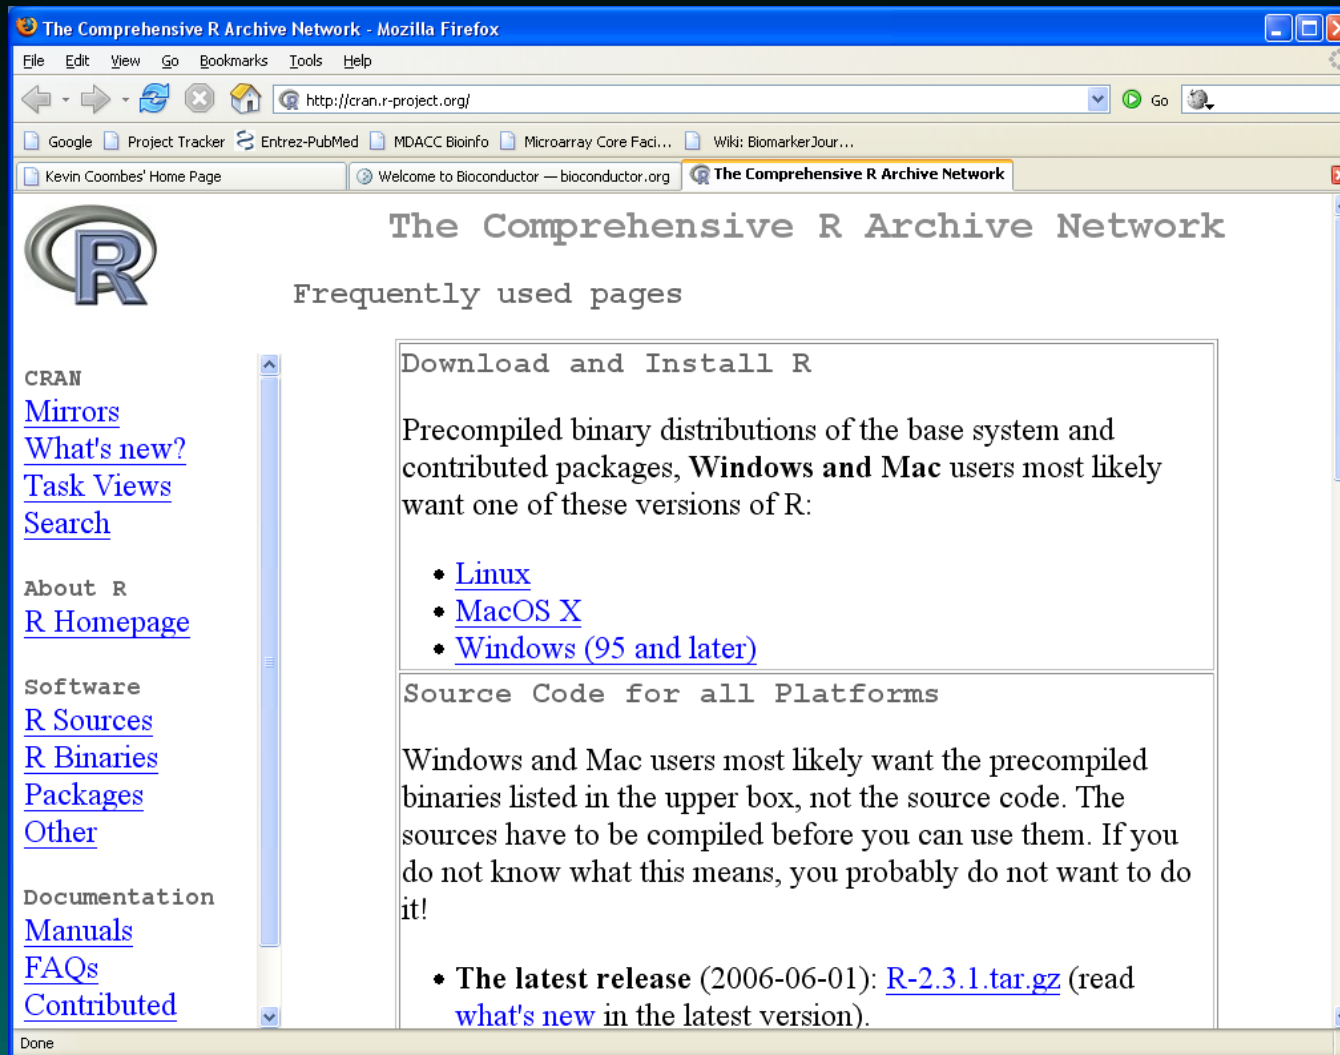 The Comprehensive R Archive Network - Mozilla Firefox
File Edit View Go Bookmarks Tools Help
http://cran.r-project.org/ Go
Google Project Tracker Entrez-PubMed MDACC Bioinfo Microarray Core Faci... Wiki: BiomarkerJour...
Kevin Coombes' Home Page Welcome to Bioconductor — bioconductor.org The Comprehensive R Archive Network
R
The Comprehensive R Archive Network
Frequently used pages
CRAN
Mirrors
What's new?
Task Views
Search
About R
R Homepage
Software
R Sources
R Binaries
Packages
Other
Documentation
Manuals
FAQs
Contributed
Download and Install R
Precompiled binary distributions of the base system and
contributed packages, Windows and Mac users most likely
want one of these versions of R:
• Linux
• MacOS X
• Windows (95 and later)
Source Code for all Platforms
Windows and Mac users most likely want the precompiled
binaries listed in the upper box, not the source code. The
sources have to be compiled before you can use them. If you
do not know what this means, you probably do not want to do
it!
• The latest release (2006-06-01): R-2.3.1.tar.gz (read
what's new in the latest version).
Done